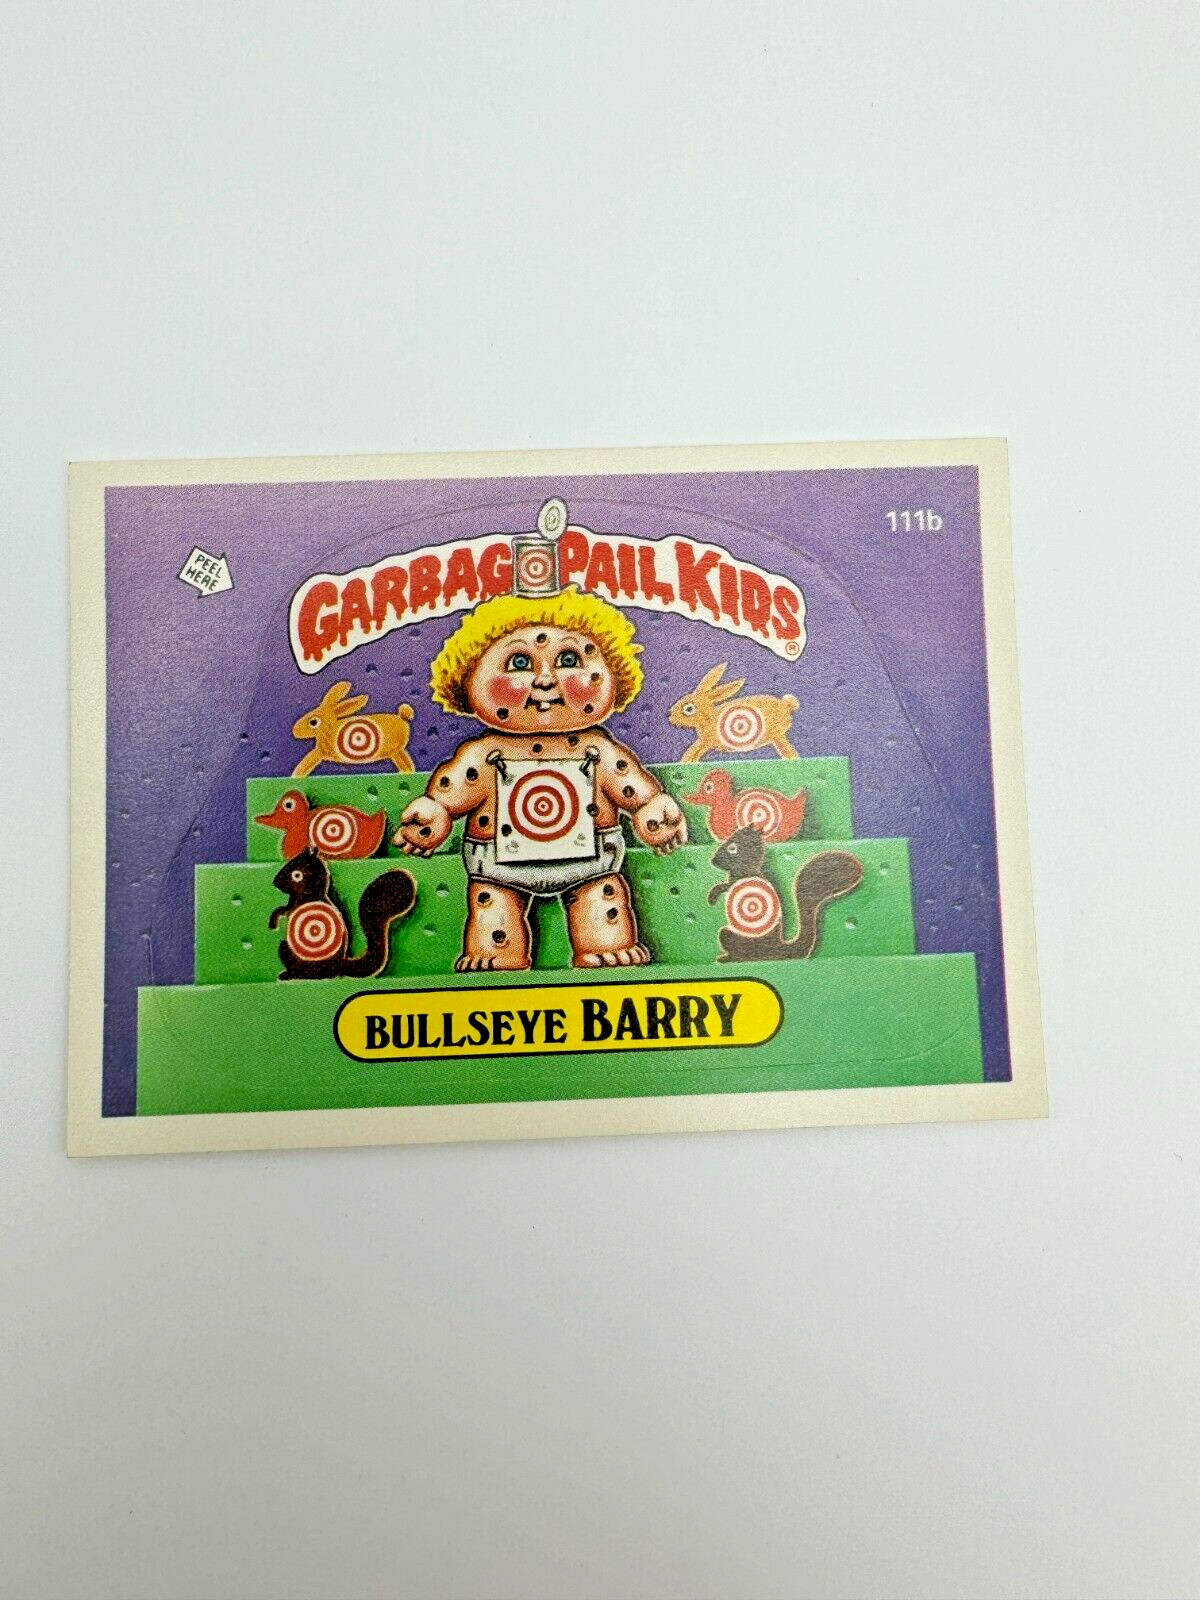 111b
PEEL
HERE
GARBAGE PAIL KIDS®
BULLSEYE BARRY